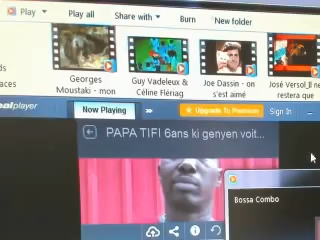 Play Play all Share with Burn New folder
Georges Guy Vadeleux & Joe Dassin - on José Versol_Il ne
Moustaki - mon Céline Flériag s'est aimé restera que
aces
alplayer Now Playing » Upgrade To Premium Sign In
PAPA TIFI 6ans ki genyen voit...
Bossa Combo